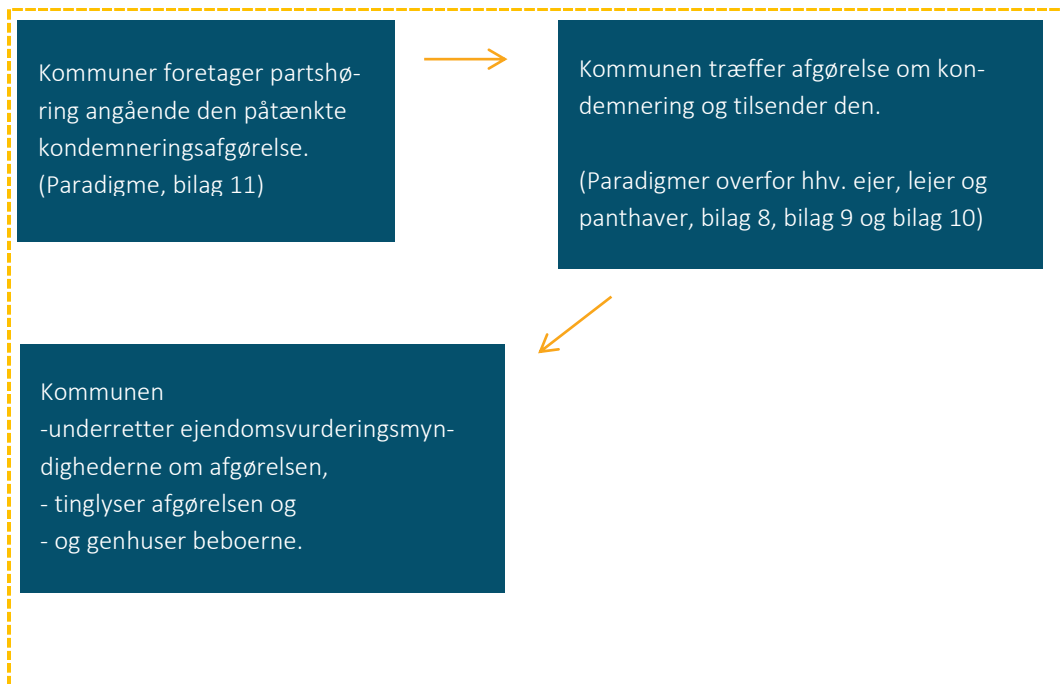 Kommuner foretager partshø-
ring angående den påtænkte
kondemneringsafgørelse.
(Paradigme, bilag 11)
Kommunen træffer afgørelse om kon-
demnering og tilsender den.
(Paradigmer overfor hhv. ejer, lejer og
panthaver, bilag 8, bilag 9 og bilag 10)
Kommunen
-underretter ejendomsvurderingsmyn-
dighederne om afgørelsen,
- tinglyser afgørelsen og
- og genhuser beboerne.